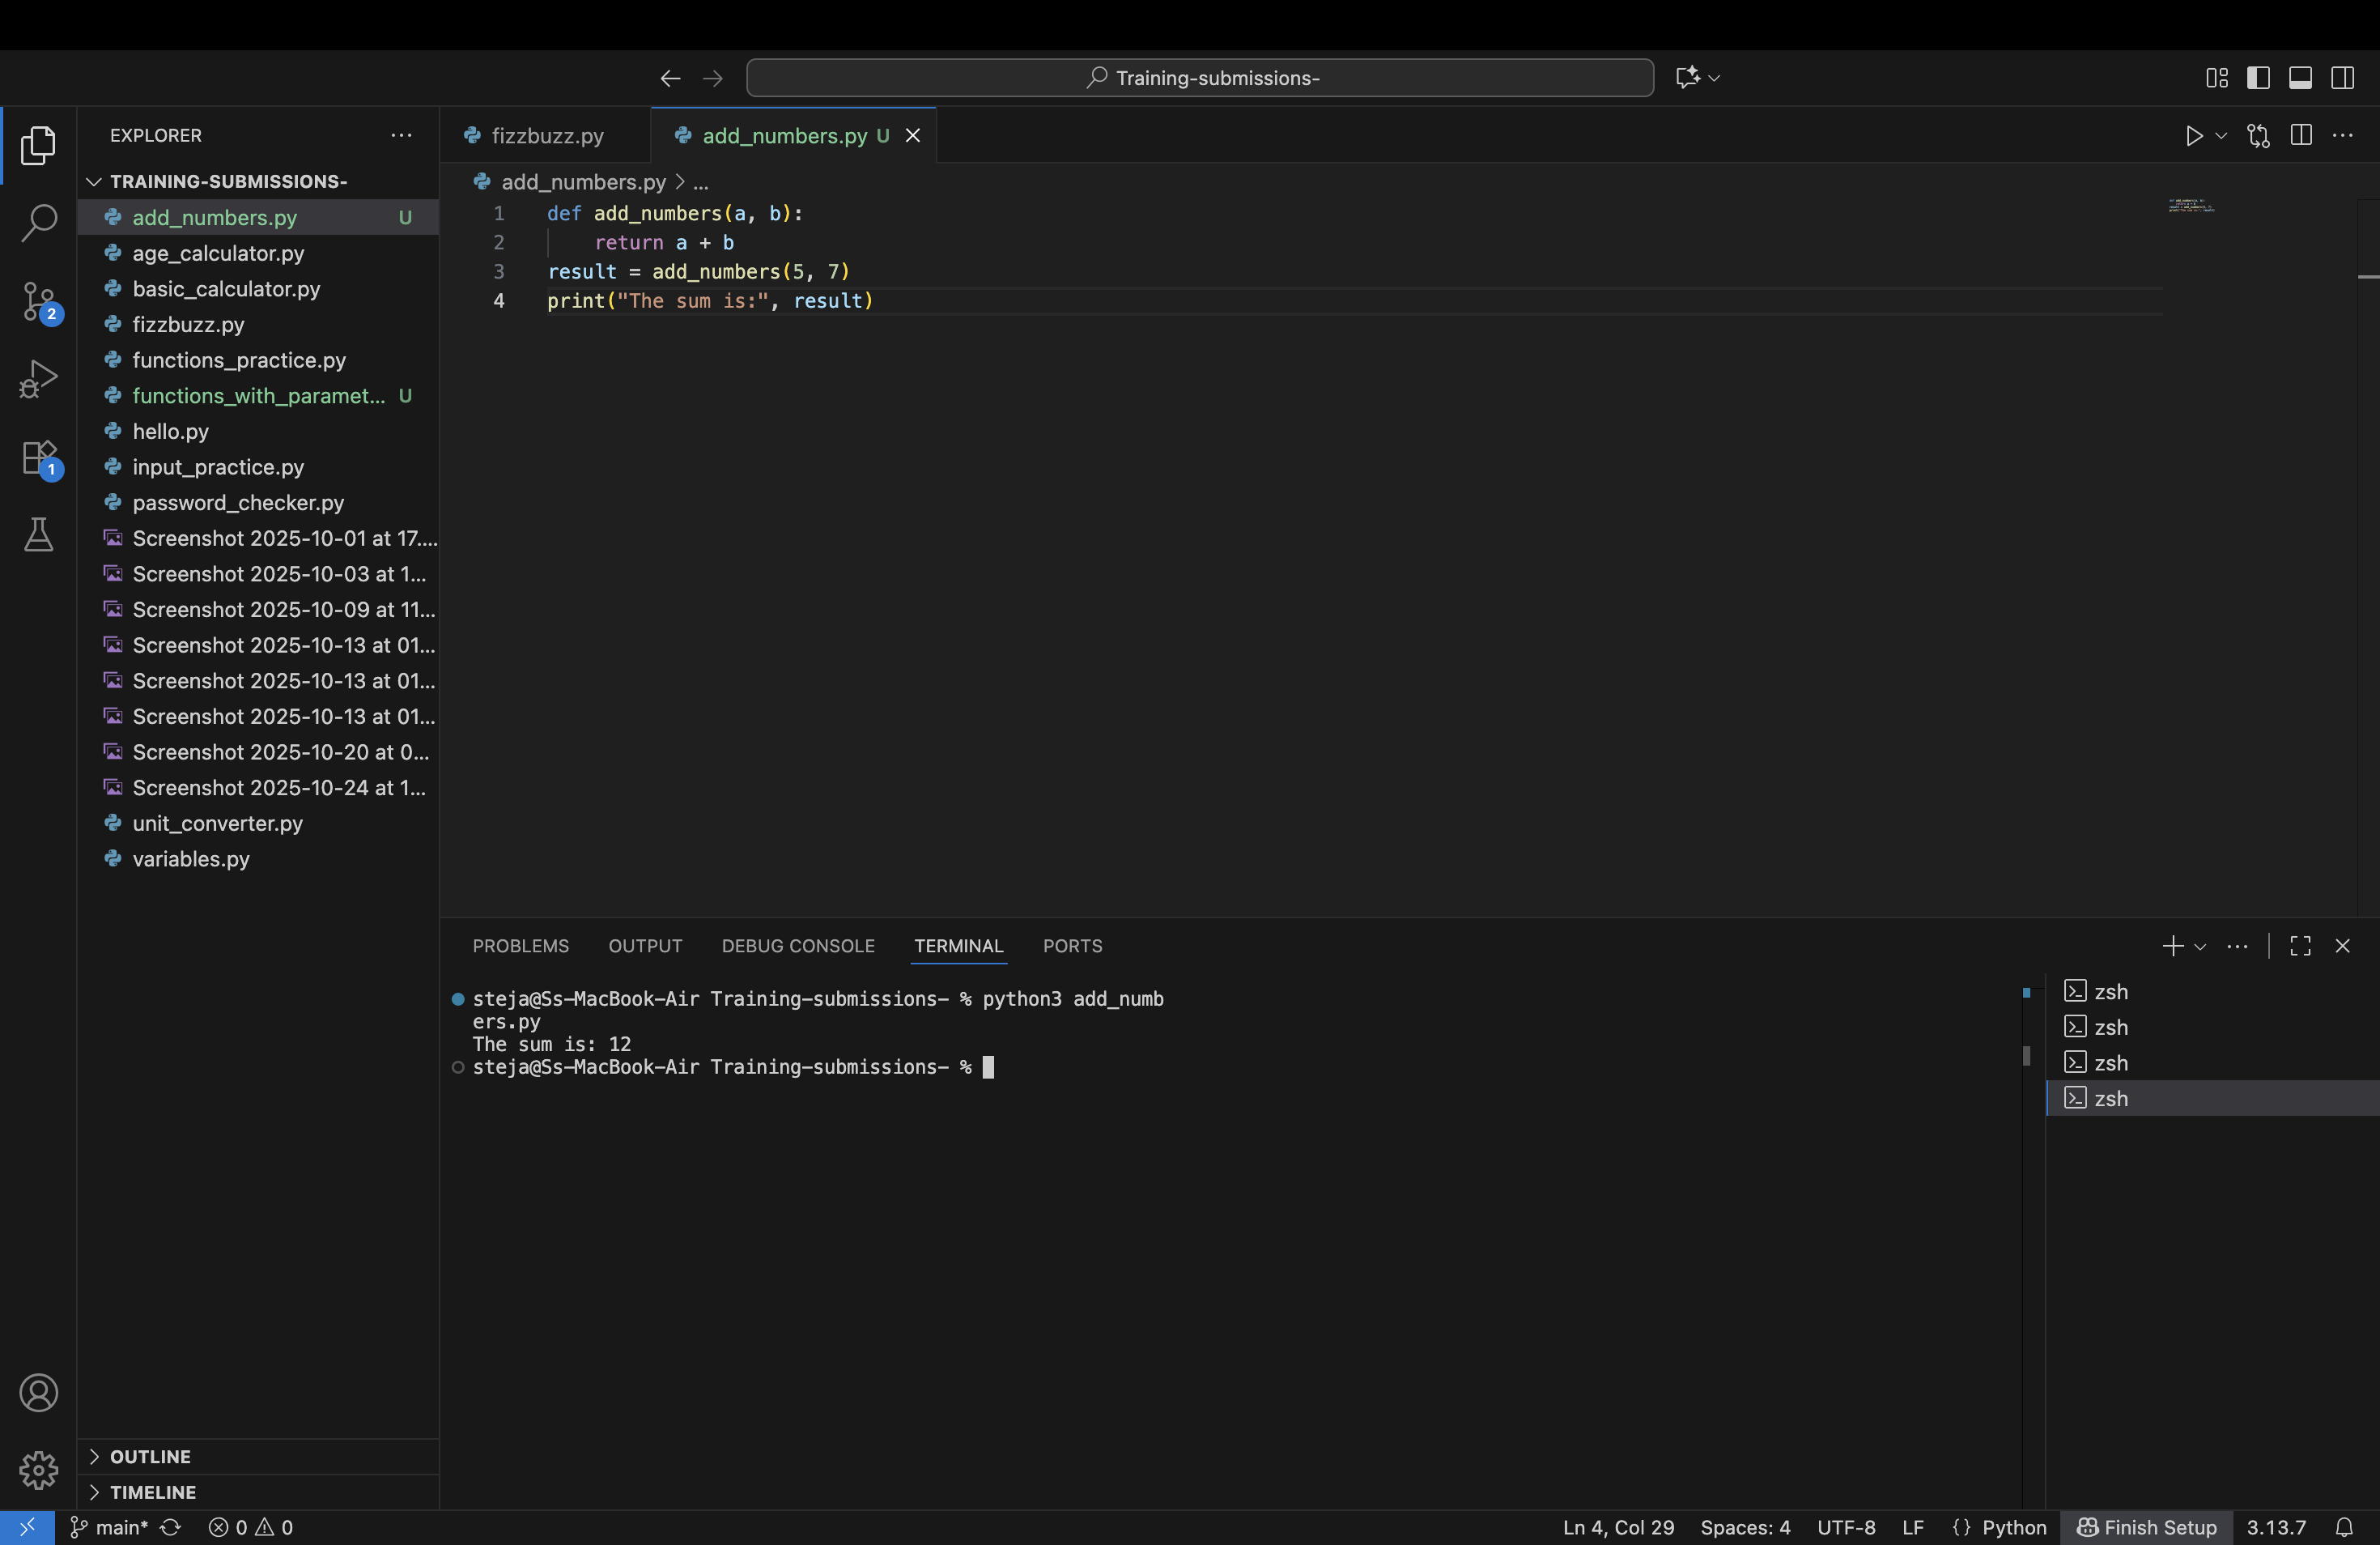 Training-submissions-
EXPLORER
TRAINING-SUBMISSIONS-
add_numbers.py U
age_calculator.py
basic_calculator.py
fizzbuzz.py
functions_practice.py
functions_with_paramet... U
hello.py
input_practice.py
password_checker.py
Screenshot 2025-10-01 at 17....
Screenshot 2025-10-03 at 1...
Screenshot 2025-10-09 at 11...
Screenshot 2025-10-13 at 01...
Screenshot 2025-10-13 at 01...
Screenshot 2025-10-13 at 01...
Screenshot 2025-10-20 at 0...
Screenshot 2025-10-24 at 1...
unit_converter.py
variables.py
OUTLINE
TIMELINE
2
1
fizzbuzz.py
add_numbers.py U
add_numbers.py > ...
1 def add_numbers(a, b):
2     return a + b
3 result = add_numbers(5, 7)
4 print("The sum is:", result)
PROBLEMS OUTPUT DEBUG CONSOLE TERMINAL PORTS
steja@Ss-MacBook-Air Training-submissions- % python3 add_numb
ers.py
The sum is: 12
steja@Ss-MacBook-Air Training-submissions- %
zsh
zsh
zsh
zsh
main* 0 0 Ln 4, Col 29 Spaces: 4 UTF-8 LF {} Python Finish Setup 3.13.7